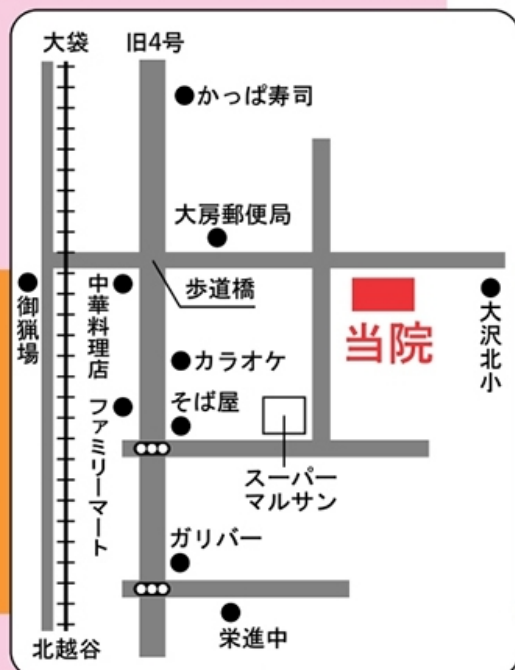 大袋
旧4号
かっぱ寿司
大房郵便局
歩道橋
中華料理店
御猟場
当院
大沢北小
カラオケ
ファミリーマート
そば屋
スーパー
マルサン
ガリバー
栄進中
北越谷